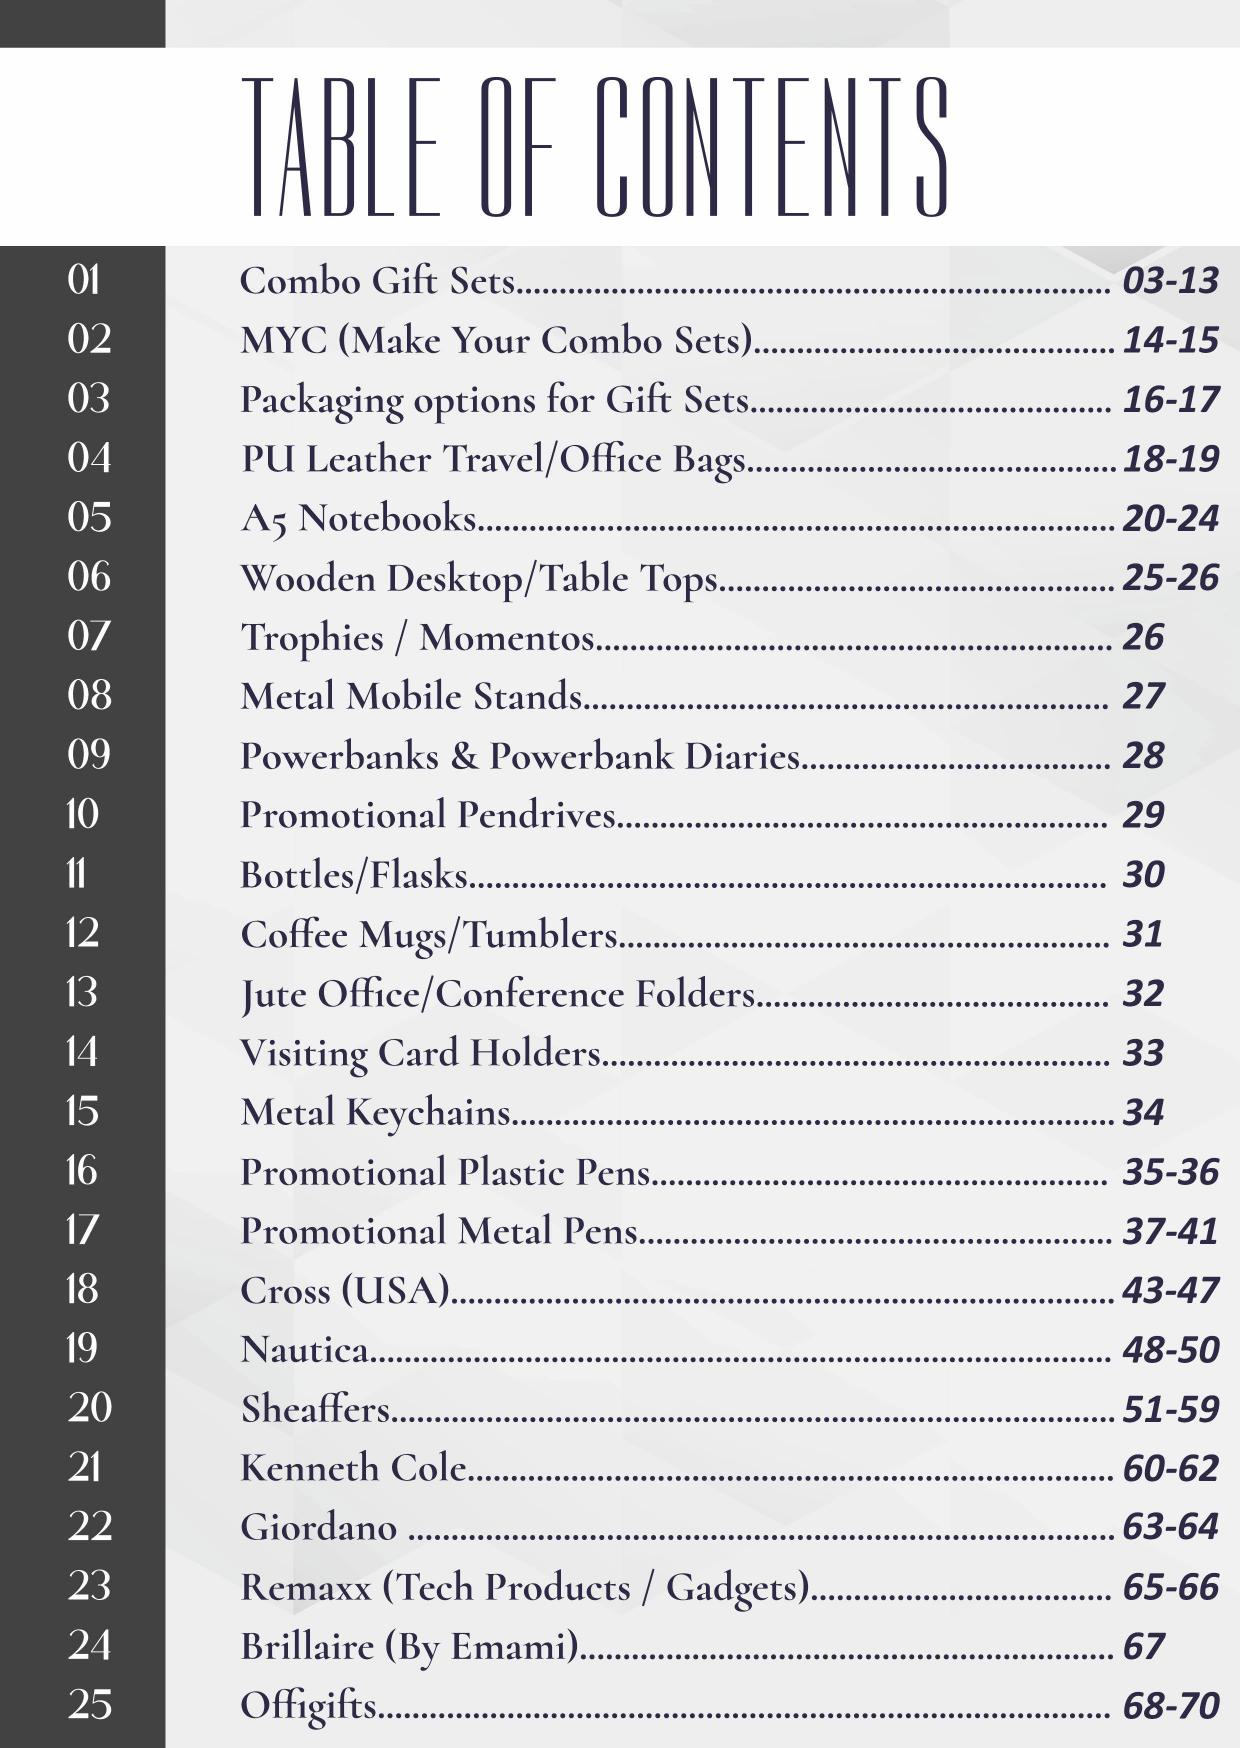 TABLE OF CONTENTS
01 Combo Gift Sets........................................................................ 03-13
02 MYC (Make Your Combo Sets)........................................... 14-15
03 Packaging options for Gift Sets........................................... 16-17
04 PU Leather Travel/Office Bags............................................ 18-19
05 A5 Notebooks............................................................................. 20-24
06 Wooden Desktop/Table Tops............................................... 25-26
07 Trophies / Momentos.............................................................. 26
08 Metal Mobile Stands............................................................... 27
09 Powerbanks & Powerbank Diaries..................................... 28
10 Promotional Pendrives........................................................... 29
11 Bottles/Flasks............................................................................. 30
12 Coffee Mugs/Tumblers........................................................... 31
13 Jute Office/Conference Folders.......................................... 32
14 Visiting Card Holders............................................................. 33
15 Metal Keychains........................................................................ 34
16 Promotional Plastic Pens....................................................... 35-36
17 Promotional Metal Pens......................................................... 37-41
18 Cross (USA)................................................................................ 43-47
19 Nautica......................................................................................... 48-50
20 Sheaffers....................................................................................... 51-59
21 Kenneth Cole.............................................................................. 60-62
22 Giordano ..................................................................................... 63-64
23 Remaxx (Tech Products / Gadgets).................................... 65-66
24 Brillaire (By Emami)................................................................ 67
25 Offigifts........................................................................................ 68-70